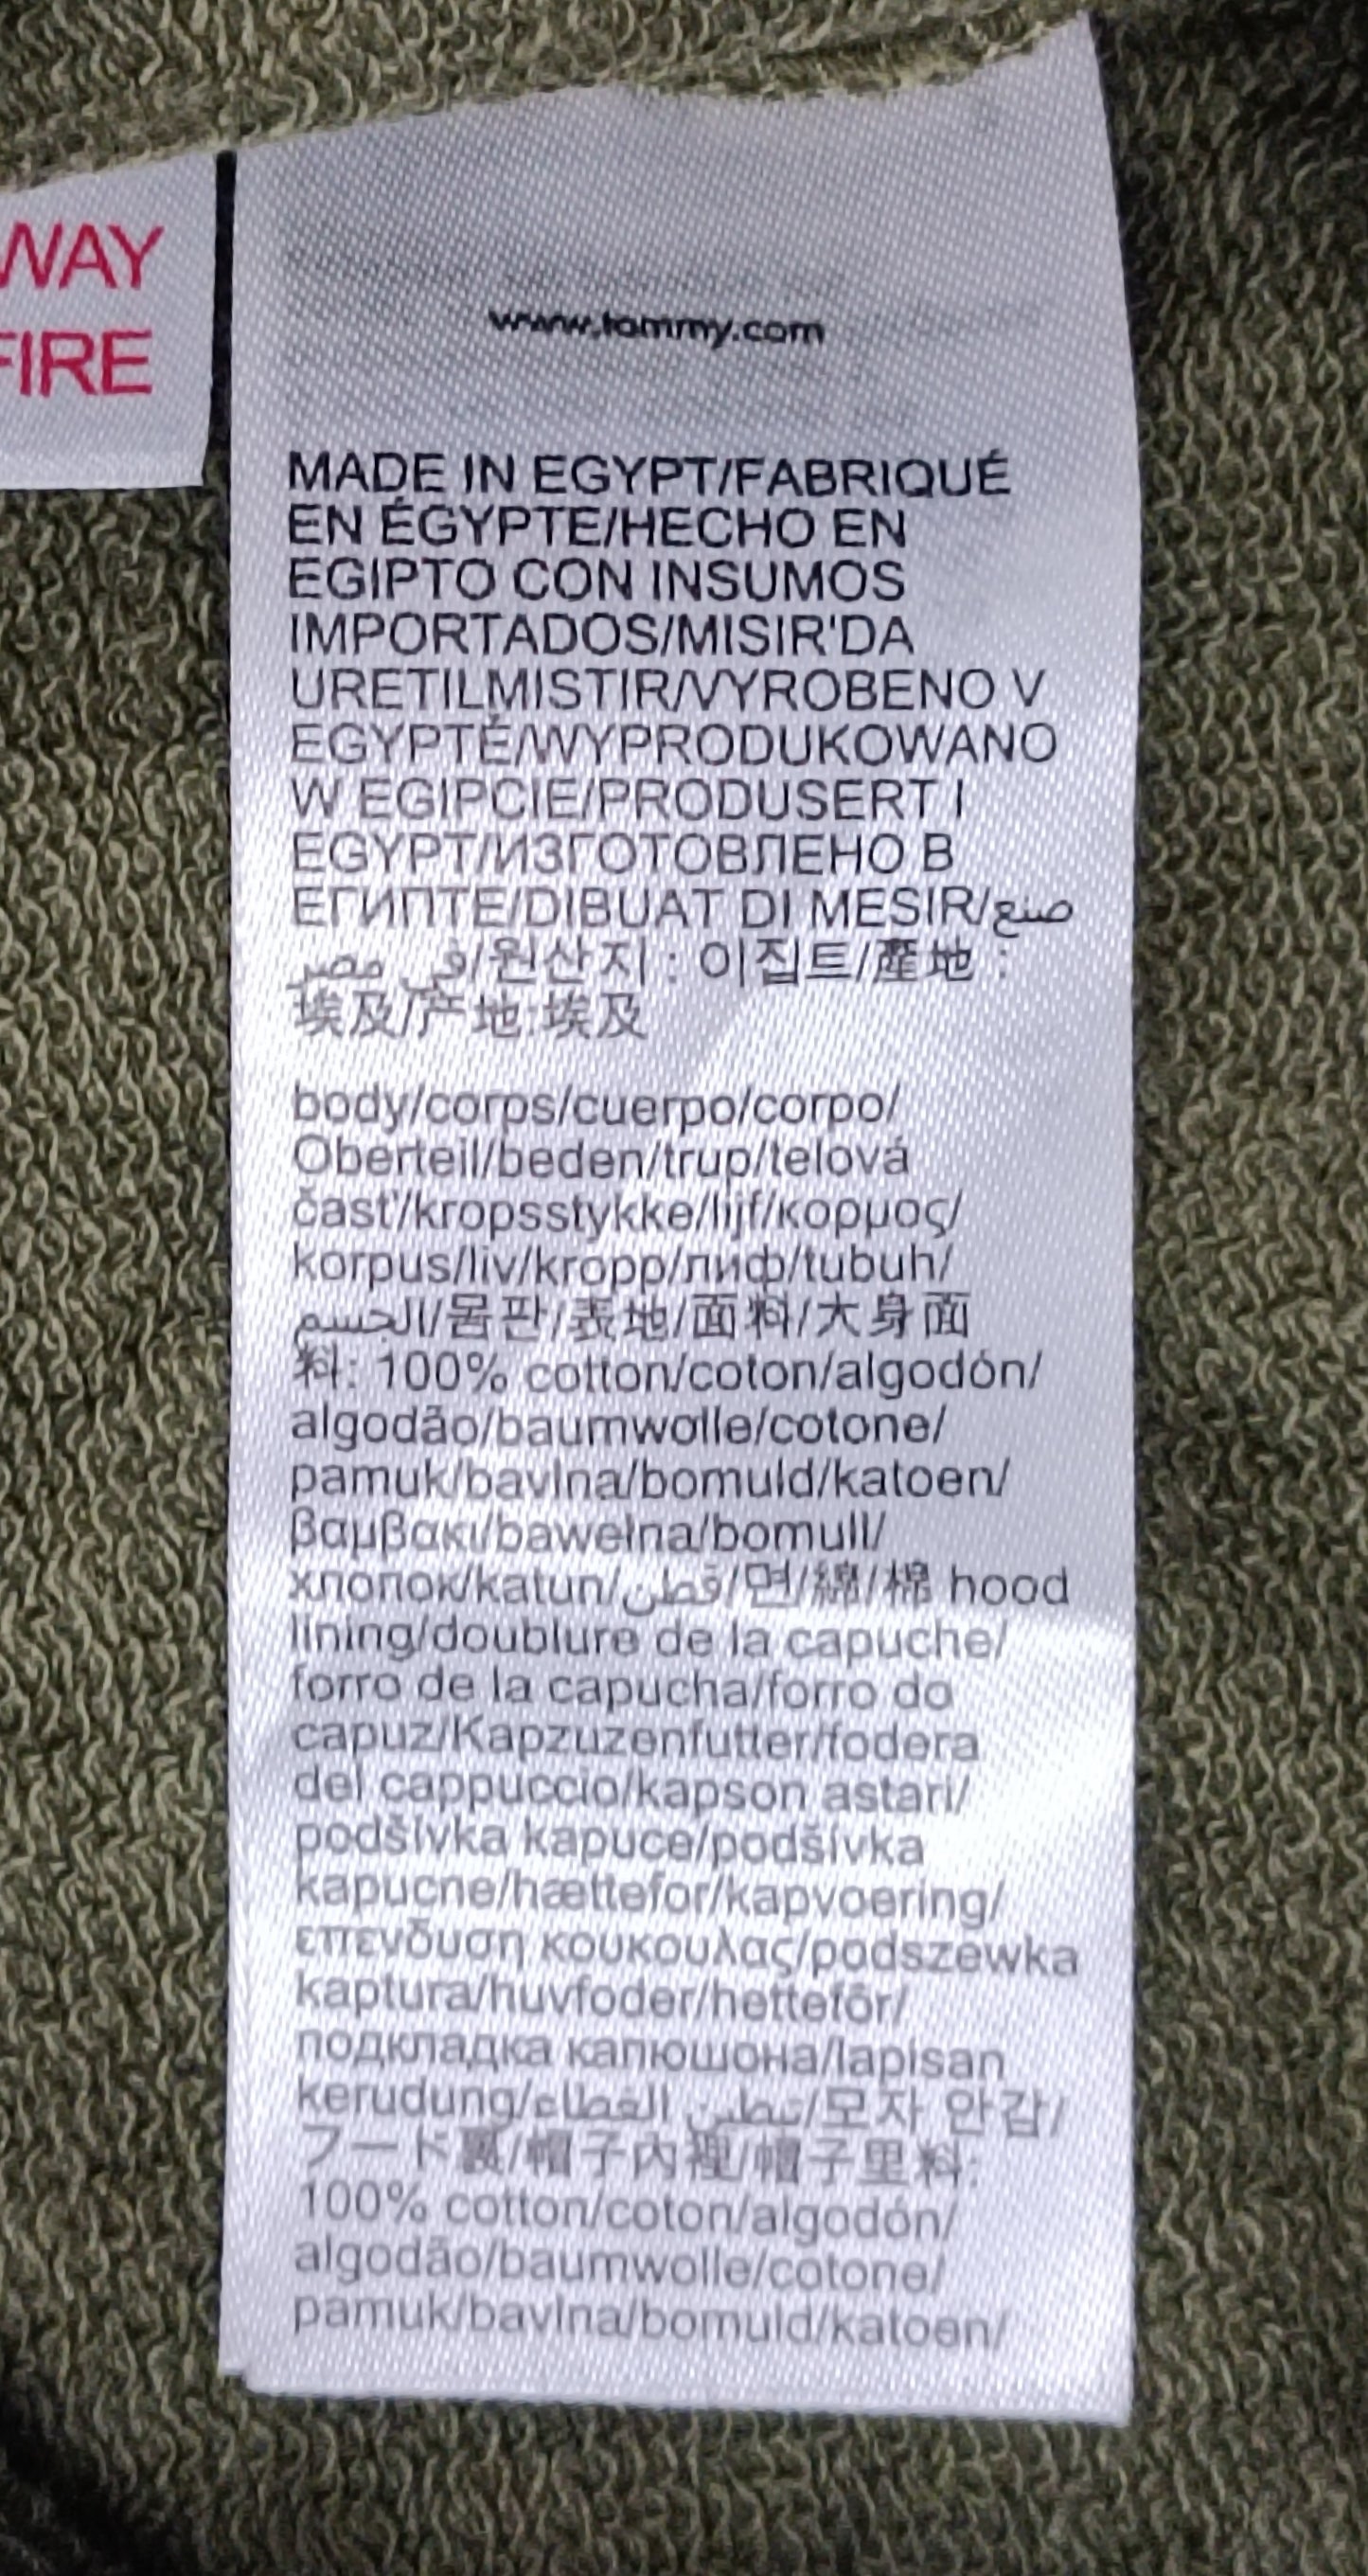 WAY
FIRE
www.tommy.com
MADE IN EGYPT/FABRIQUÉ
EN ÉGYPTE/HECHO EN
EGIPTO CON INSUMOS
IMPORTADOS/MISIR'DA
URETILMISTIR/VYROBENO V
EGYPTĚ/WYPRODUKOWANO
W EGIPCIE/PRODUSERT I
EGYPT/ИЗГОТОВЛЕНО В
ЕГИПТЕ/DIBUAT DI MESIR/صنع
في مصر/원산지 : 이집트/產地 :
埃及/产地:埃及
body/corps/cuerpo/corpo/
Oberteil/beden/trup/telová
časť/kropsstykke/lijf/κορμος/
korpus/liv/kropp/лиф/tubuh/
الجسم/몸판/表地/面料/大身面
料: 100% cotton/coton/algodón/
algodão/baumwolle/cotone/
pamuk/bavlna/bomuld/katoen/
βαμβακι/bawełna/bomull/
хлопок/katun/قطن/면/綿/棉 hood
lining/doublure de la capuche/
forro de la capucha/forro do
capuz/Kapzuzenfutter/fodera
del cappuccio/kapson astari/
podšívka kapuce/podšívka
kapucne/hættefor/kapvoering/
επενδυση κουκουλας/podszewka
kaptura/huvfoder/hettefôr/
подкладка капюшона/lapisan
kerudung/تبطين الغطاء/모자 안감/
フード裏/帽子內裡/帽子里料:
100% cotton/coton/algodón/
algodão/baumwolle/cotone/
pamuk/bavlna/bomuld/katoen/